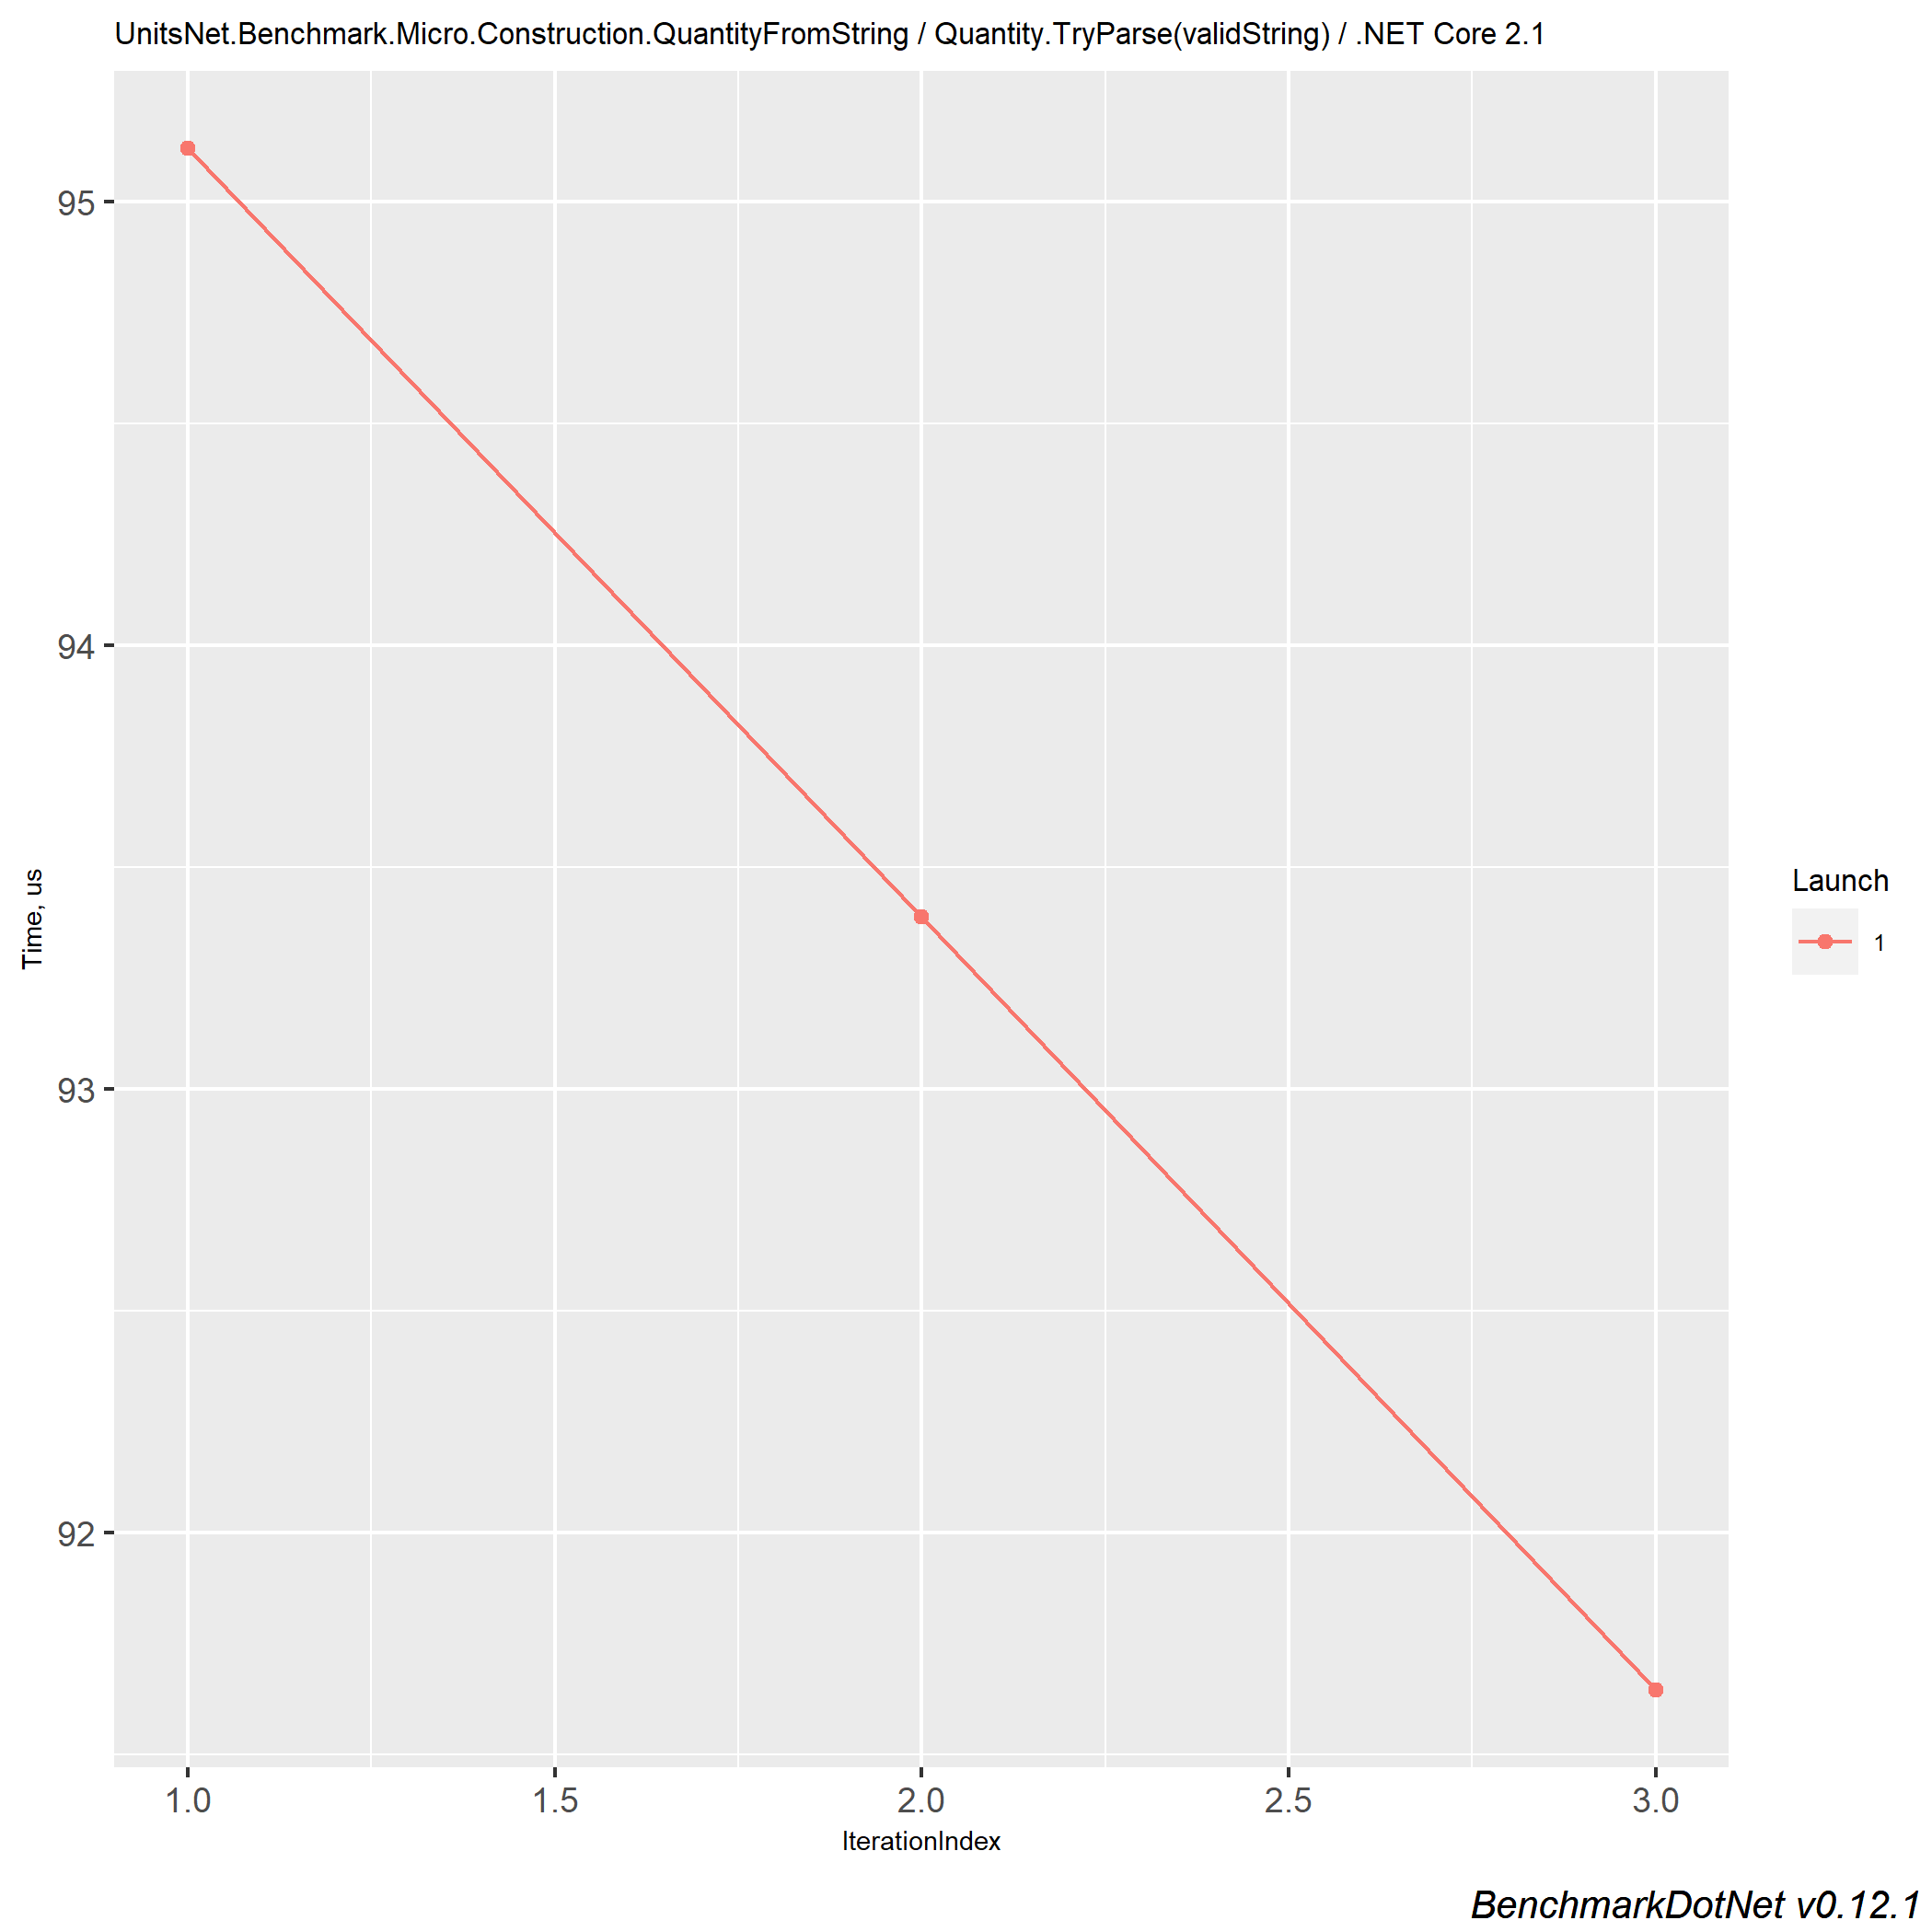 UnitsNet.Benchmark.Micro.Construction.QuantityFromString / Quantity.TryParse(validString) / .NET Core 2.1
95
94
93
92
Time, us
1.0 1.5 2.0 2.5 3.0
IterationIndex
Launch
1
BenchmarkDotNet v0.12.1